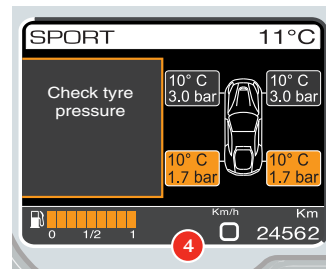 SPORT 11°C
Check tyre
pressure
10° C
3.0 bar
10° C
3.0 bar
10° C
1.7 bar
10° C
1.7 bar
0 1/2 1
4
Km/h
0
Km
24562